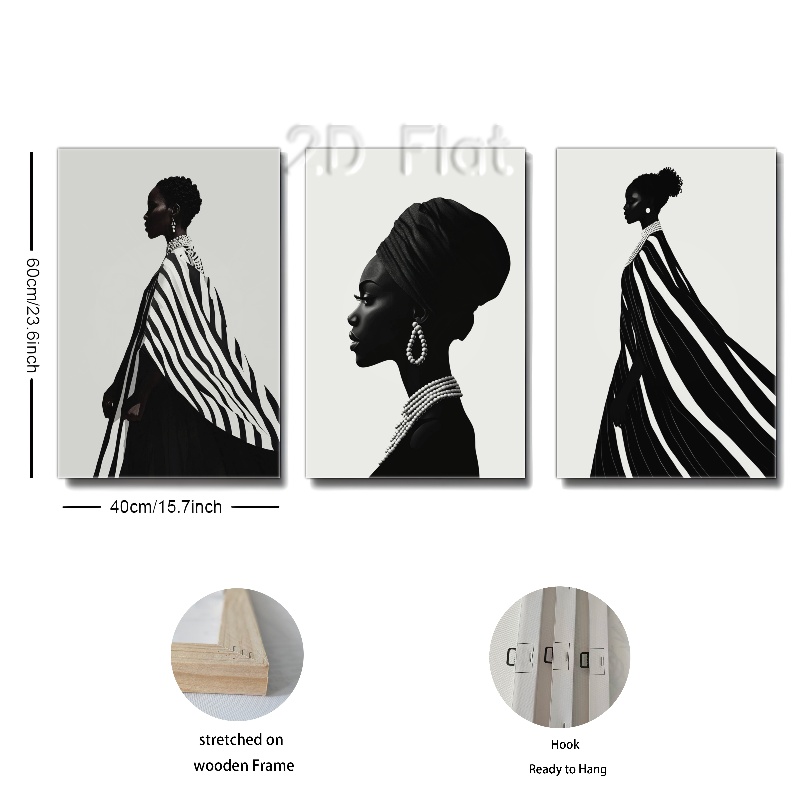 2D Flat
60cm/23.6inch
40cm/15.7inch
stretched on
wooden Frame
Hook
Ready to Hang